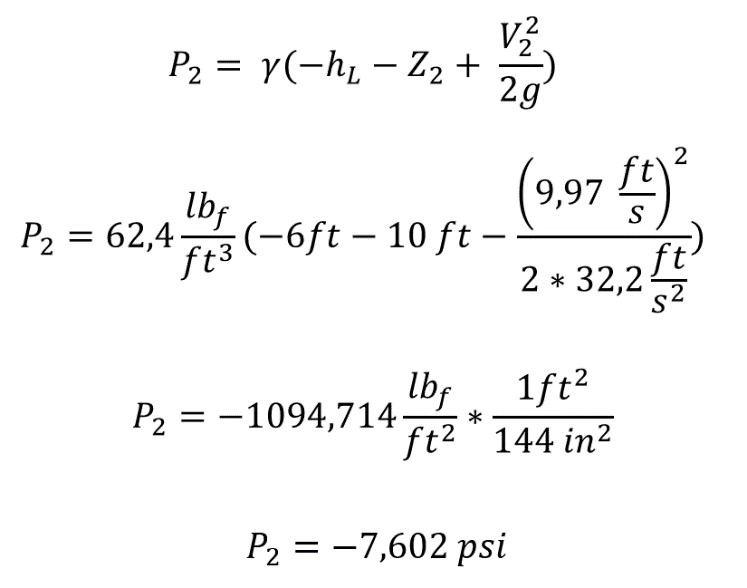 P₂ = γ(−h_L − Z₂ + V₂²/2g)
P₂ = 62,4 lb_f/ft³ (−6ft − 10 ft − (9,97 ft/s)²/(2 * 32,2 ft/s²))
P₂ = −1094,714 lb_f/ft² * 1ft²/144 in²
P₂ = −7,602 psi